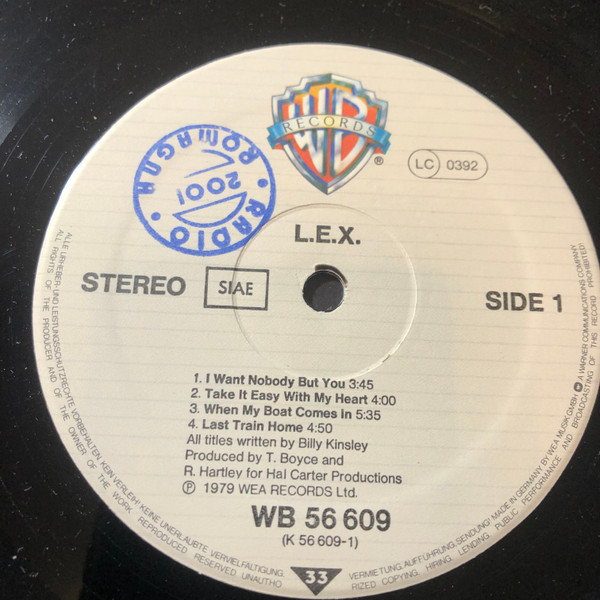 WB
RECORDS
®
LC 0392
RADIO 2001 ROMAGNA
L.E.X.
STEREO
SIAE
SIDE 1
1. I Want Nobody But You 3:45
2. Take It Easy With My Heart 4:00
3. When My Boat Comes in 5:35
4. Last Train Home 4:50
All titles written by Billy Kinsley
Produced by T. Boyce and
R. Hartley for Hal Carter Productions
℗ 1979 WEA RECORDS Ltd.
WB 56 609
(K 56 609-1)
33
ALLE URHEBER- UND LEISTUNGSSCHUTZRECHTE VORBEHALTEN. KEIN VERLEIH! KEINE UNERLAUBTE VERVIELFÄLTIGUNG,
VERMIETUNG, AUFFÜHRUNG, SENDUNG! MADE IN GERMANY BY WEA MUSIK GMBH A WARNER COMMUNICATIONS COMPANY
ALL RIGHTS OF THE PRODUCER AND OF THE OWNER OF THE WORK REPRODUCED RESERVED. UNAUTHO-
RIZED COPYING, HIRING, LENDING, PUBLIC PERFORMANCE AND BROADCASTING OF THIS RECORD PROHIBITED!